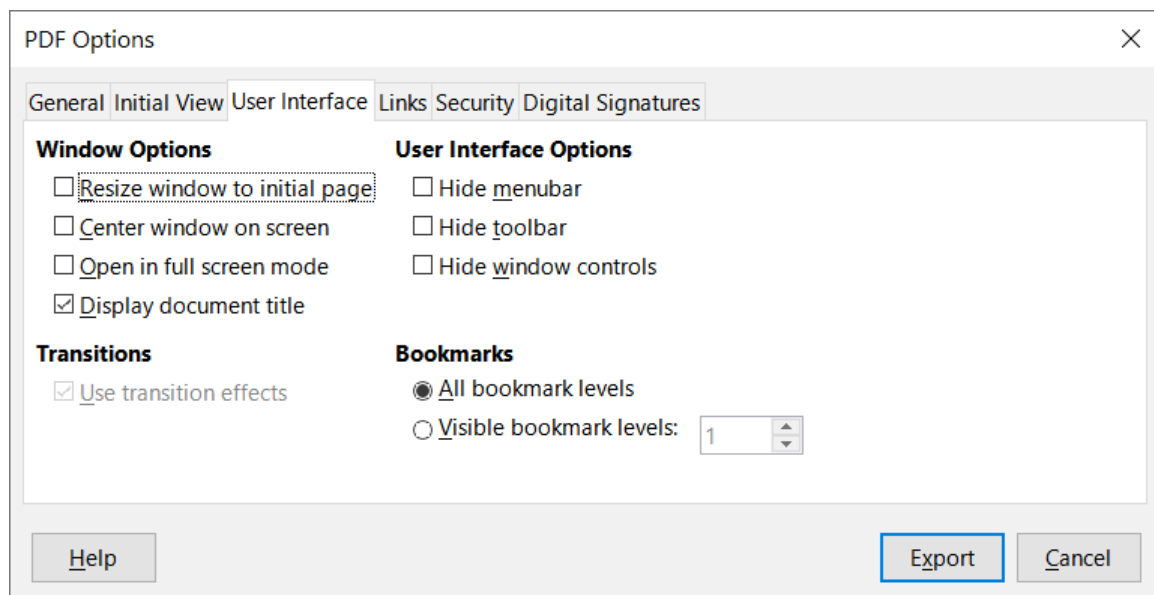 PDF Options
General Initial View User Interface Links Security Digital Signatures
Window Options
Resize window to initial page
Center window on screen
Open in full screen mode
Display document title
User Interface Options
Hide menubar
Hide toolbar
Hide window controls
Transitions
Use transition effects
Bookmarks
All bookmark levels
Visible bookmark levels: 1
Help Export Cancel